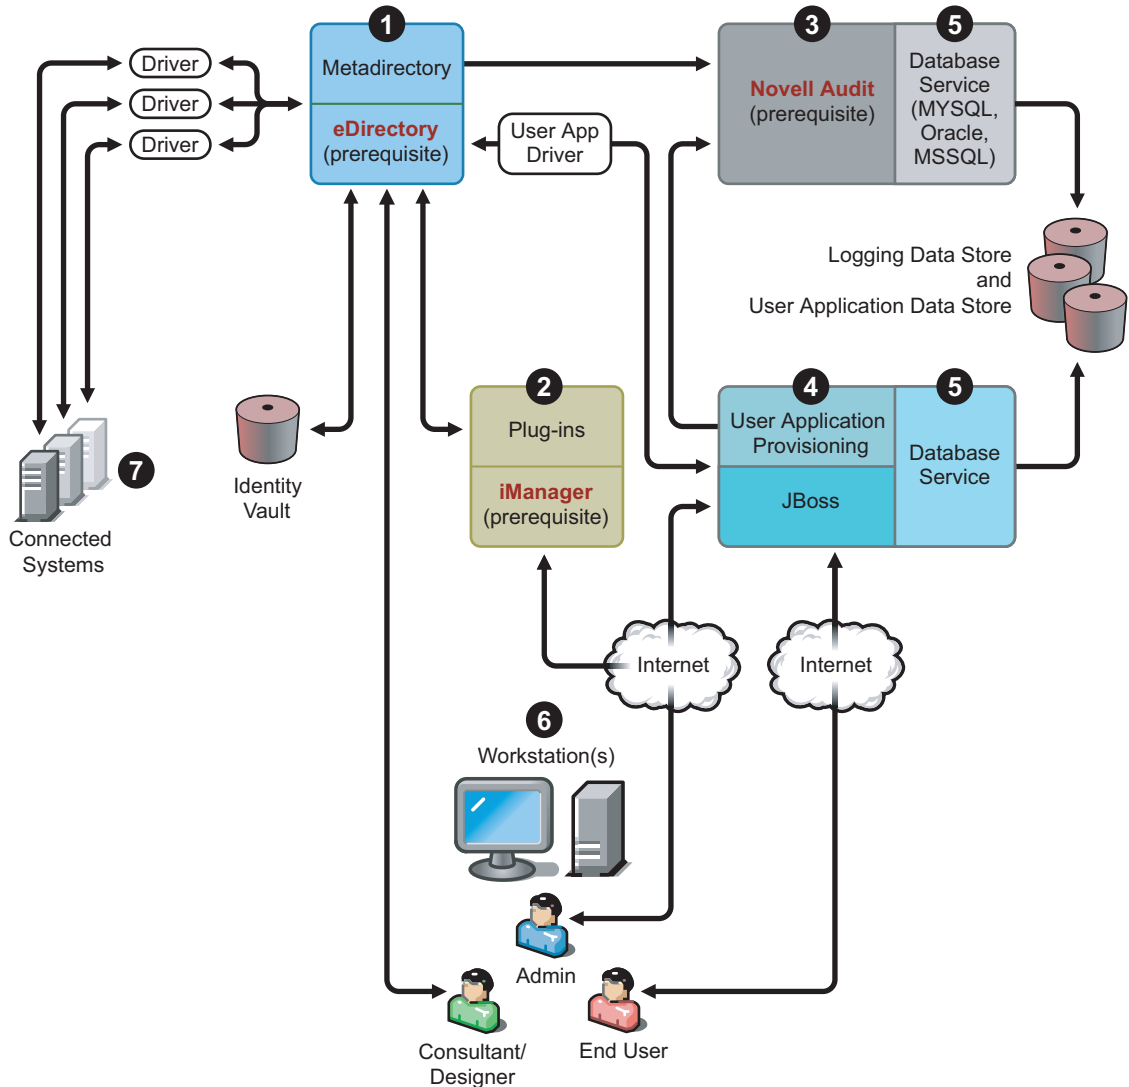 1
3
5
Driver
Driver
Driver
Metadirectory
eDirectory
(prerequisite)
User App
Driver
Novell Audit
(prerequisite)
Database
Service
(MYSQL,
Oracle,
MSSQL)
Logging Data Store
and
User Application Data Store
2
4
5
Plug-ins
iManager
(prerequisite)
User Application
Provisioning
JBoss
Database
Service
7
Identity
Vault
Connected
Systems
Internet
Internet
6
Workstation(s)
Admin
Consultant/
Designer
End User